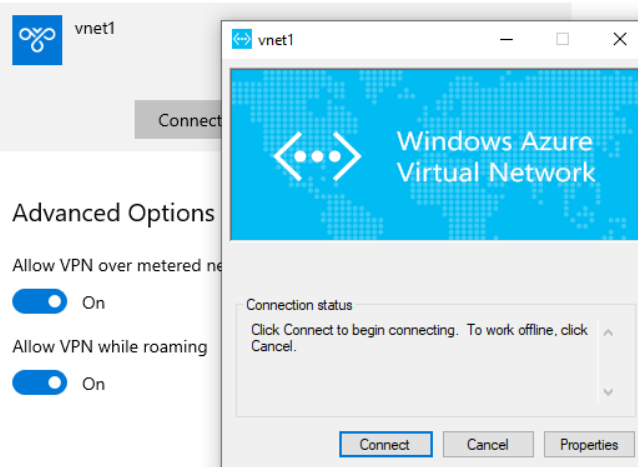 vnet1
Connect
Advanced Options
Allow VPN over metered ne
On
Allow VPN while roaming
On
vnet1
Windows Azure
Virtual Network
Connection status
Click Connect to begin connecting. To work offline, click
Cancel.
Connect
Cancel
Properties